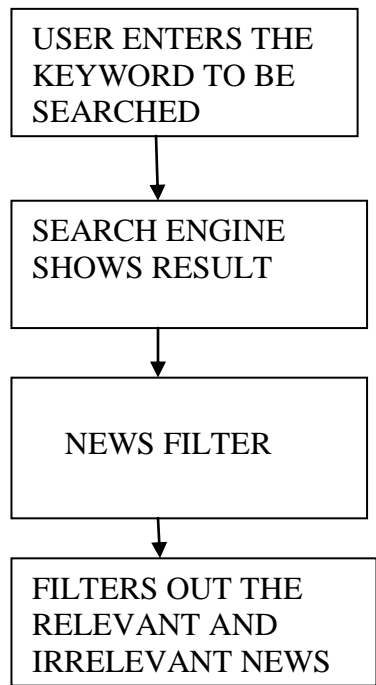 USER ENTERS THE
KEYWORD TO BE
SEARCHED
SEARCH ENGINE
SHOWS RESULT
NEWS FILTER
FILTERS OUT THE
RELEVANT AND
IRRELEVANT NEWS